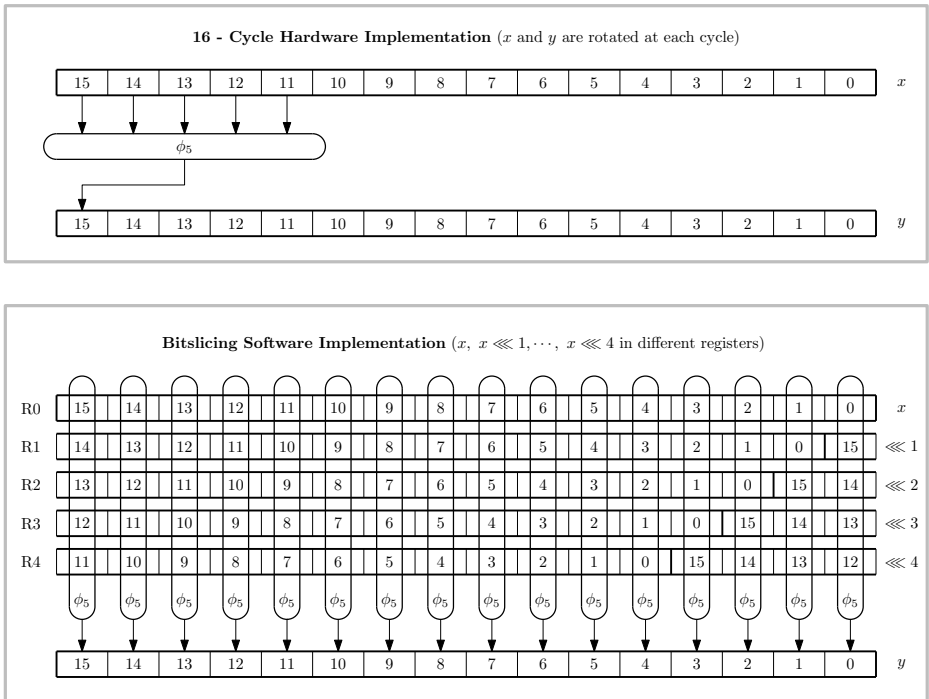 16 - Cycle Hardware Implementation (x and y are rotated at each cycle)
15 14 13 12 11 10 9 8 7 6 5 4 3 2 1 0 x
ϕ5
15 14 13 12 11 10 9 8 7 6 5 4 3 2 1 0 y
Bitslicing Software Implementation (x, x ⋘ 1, ⋯ , x ⋘ 4 in different registers)
R0 15 14 13 12 11 10 9 8 7 6 5 4 3 2 1 0 x
R1 14 13 12 11 10 9 8 7 6 5 4 3 2 1 0 15 ⋘ 1
R2 13 12 11 10 9 8 7 6 5 4 3 2 1 0 15 14 ⋘ 2
R3 12 11 10 9 8 7 6 5 4 3 2 1 0 15 14 13 ⋘ 3
R4 11 10 9 8 7 6 5 4 3 2 1 0 15 14 13 12 ⋘ 4
ϕ5 ϕ5 ϕ5 ϕ5 ϕ5 ϕ5 ϕ5 ϕ5 ϕ5 ϕ5 ϕ5 ϕ5 ϕ5 ϕ5 ϕ5 ϕ5
15 14 13 12 11 10 9 8 7 6 5 4 3 2 1 0 y